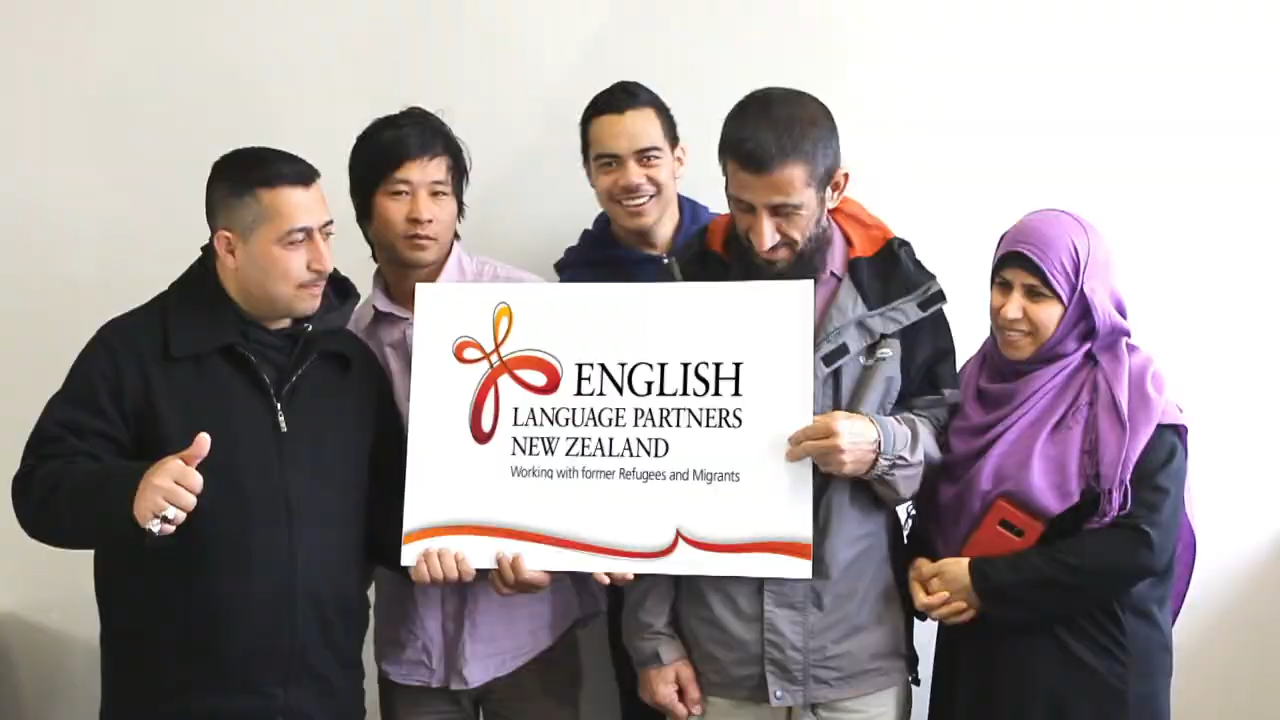 ENGLISH
LANGUAGE PARTNERS
NEW ZEALAND
Working with former Refugees and Migrants